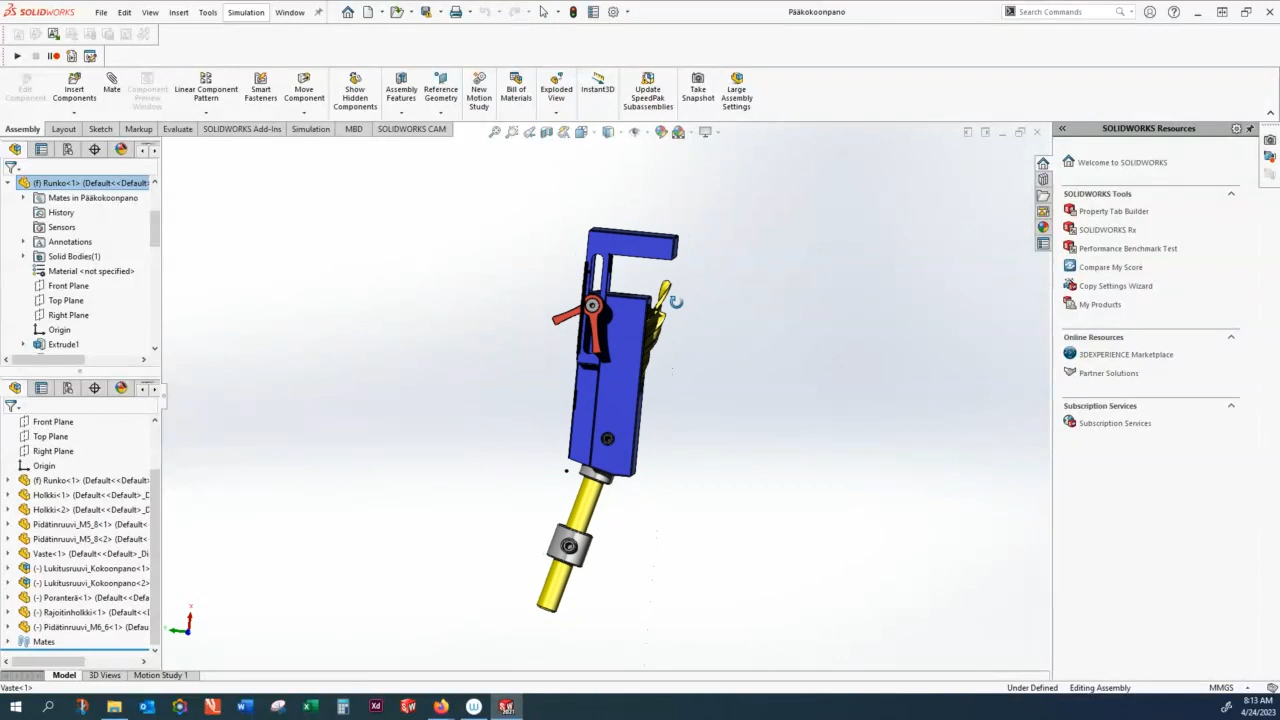 SOLIDWORKS File Edit View Insert Tools Simulation Window Pääkokoonpano Search Commands
Edit Component Insert Components Mate Component Preview Window Linear Component Pattern Smart Fasteners Move Component Show Hidden Components Assembly Features Reference Geometry New Motion Study Bill of Materials Exploded View Instant3D Update SpeedPak Subassemblies Take Snapshot Large Assembly Settings
Assembly Layout Sketch Markup Evaluate SOLIDWORKS Add-Ins Simulation MBD SOLIDWORKS CAM
(f) Runko<1> (Default<<Default>
Mates in Pääkokoonpano
History
Sensors
Annotations
Solid Bodies(1)
Material <not specified>
Front Plane
Top Plane
Right Plane
Origin
Extrude1
Front Plane
Top Plane
Right Plane
Origin
(f) Runko<1> (Default<<Default>
Holkki<1> (Default<<Default>_D
Holkki<2> (Default<<Default>_D
Pidätinruuvi_M5_8<1> (Default<
Pidätinruuvi_M5_8<2> (Default<
Vaste<1> (Default<<Default>_Di
(-) Lukitusruuvi_Kokoonpano<1>
(-) Lukitusruuvi_Kokoonpano<2>
(-) Poranterä<1> (Default<<Defa
(-) Rajoitinholkki<1> (Default<<D
(-) Pidätinruuvi_M6_6<1> (Defau
Mates
SOLIDWORKS Resources
Welcome to SOLIDWORKS
SOLIDWORKS Tools
Property Tab Builder
SOLIDWORKS Rx
Performance Benchmark Test
Compare My Score
Copy Settings Wizard
My Products
Online Resources
3DEXPERIENCE Marketplace
Partner Solutions
Subscription Services
Subscription Services
Model 3D Views Motion Study 1
Vaste<1> Under Defined Editing Assembly MMGS
8:13 AM
4/24/2023